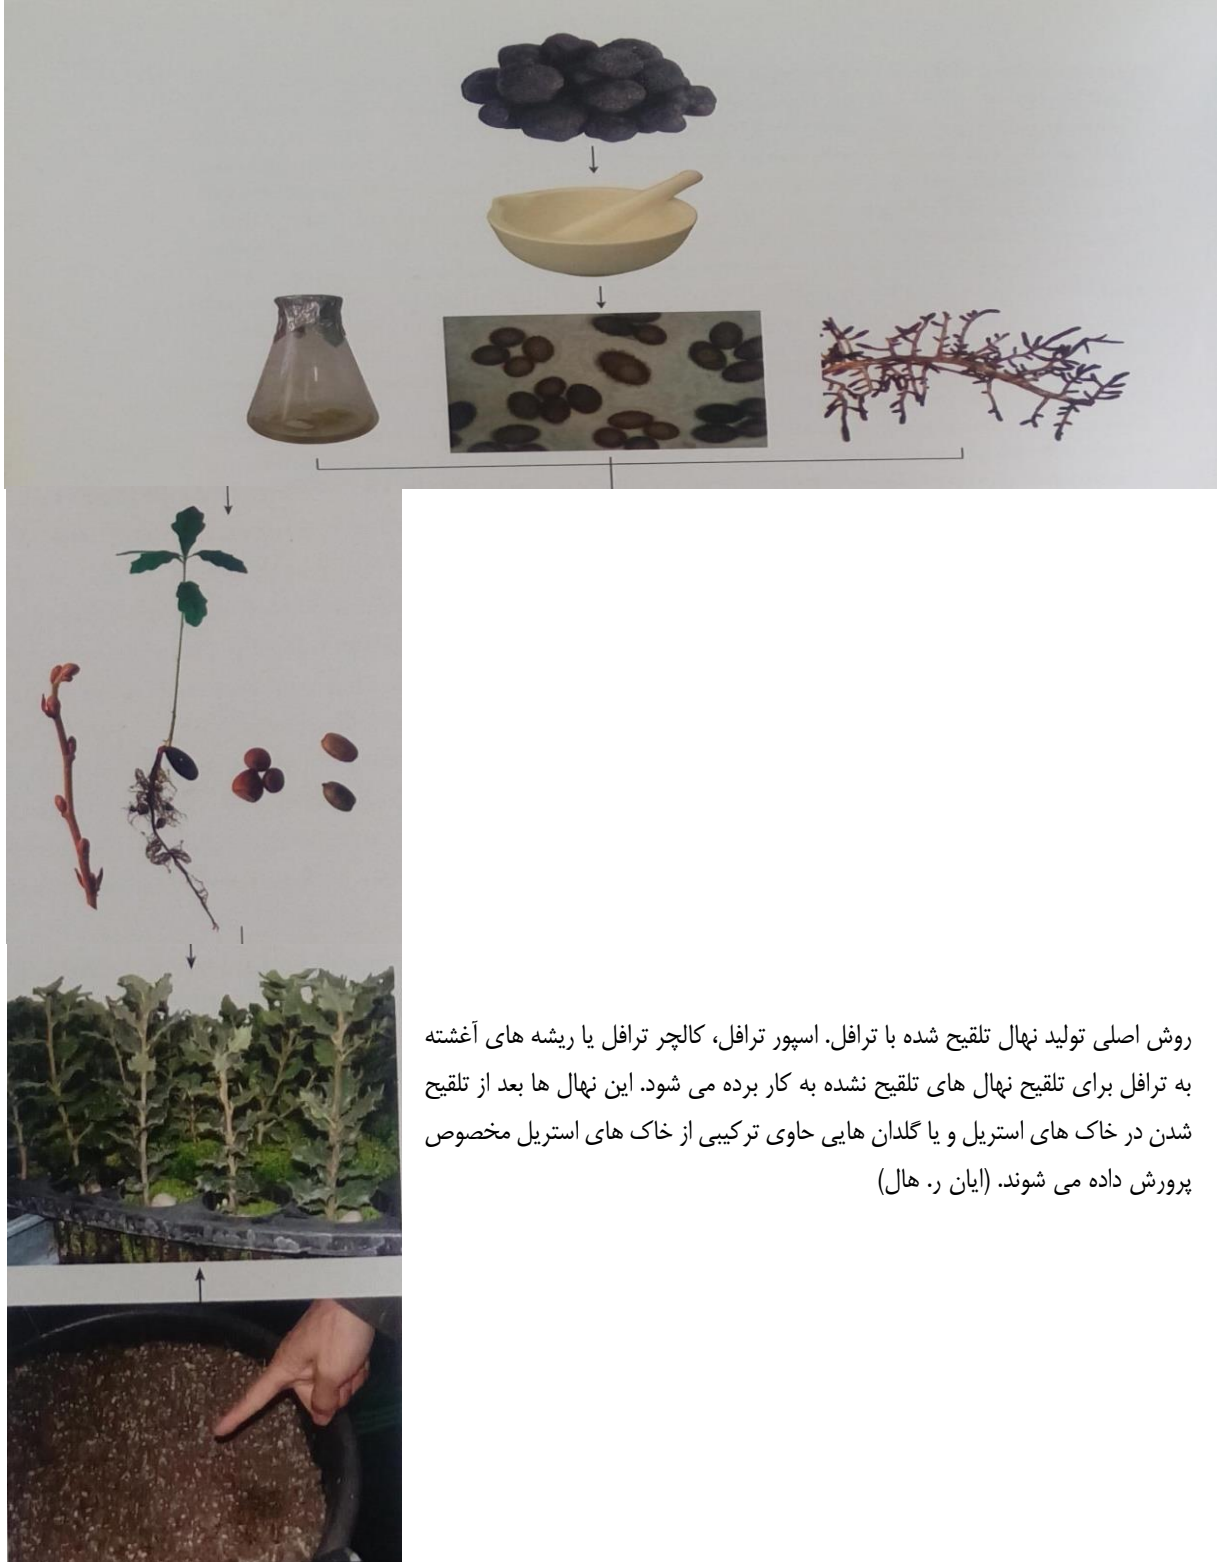 روش اصلی تولید نهال تلقیح شده با ترافل. اسپور ترافل، کالچر ترافل یا ریشه های آغشته
به ترافل برای تلقیح نهال های تلقیح نشده به کار برده می شود. این نهال ها بعد از تلقیح
شدن در خاک های استریل و یا گلدان هایی حاوی ترکیبی از خاک های استریل مخصوص
پرورش داده می شوند. (ایان ر. هال)